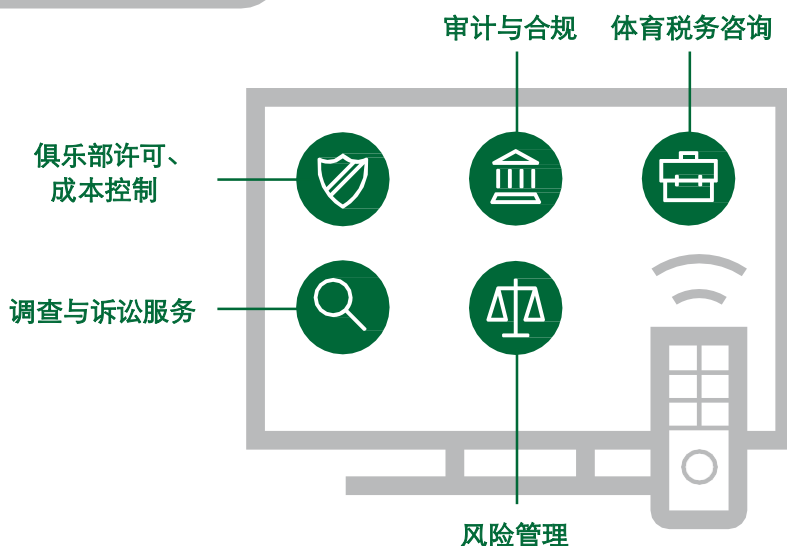 审计与合规
体育税务咨询
俱乐部许可、
成本控制
调查与诉讼服务
风险管理